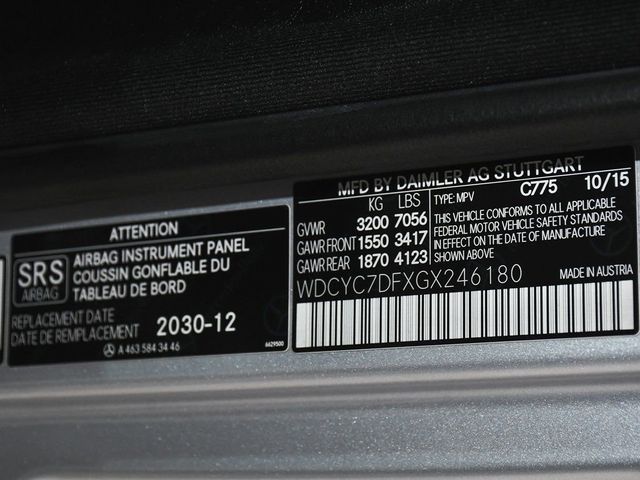 ATTENTION
SRS
AIRBAG
AIRBAG INSTRUMENT PANEL
COUSSIN GONFLABLE DU
TABLEAU DE BORD
REPLACEMENT DATE
DATE DE REMPLACEMENT
2030-12
A 463 584 34 46
6629500
MFD BY DAIMLER AG STUTTGART
KG LBS
GVWR 3200 7056
GAWR FRONT 1550 3417
GAWR REAR 1870 4123
TYPE: MPV C775 10/15
THIS VEHICLE CONFORMS TO ALL APPLICABLE
FEDERAL MOTOR VEHICLE SAFETY STANDARDS
IN EFFECT ON THE DATE OF MANUFACTURE
SHOWN ABOVE.
WDCYC7DFXGX246180
MADE IN AUSTRIA